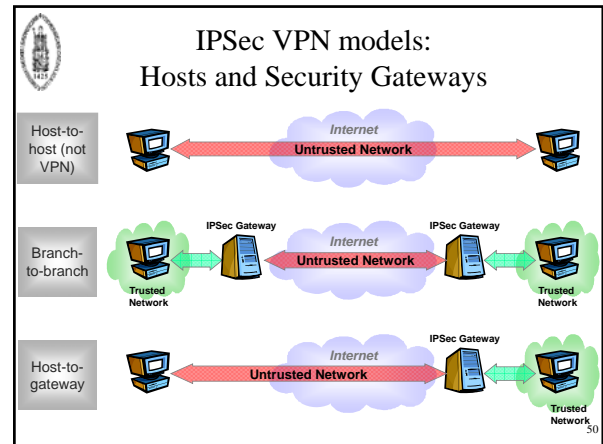 1425
IPSec VPN models:
Hosts and Security Gateways
Host-to-
host (not
VPN)
Internet
Untrusted Network
Branch-
to-branch
IPSec Gateway
Internet
IPSec Gateway
Untrusted Network
Trusted
Network
Trusted
Network
Host-to-
gateway
IPSec Gateway
Internet
Untrusted Network
Trusted
Network
50